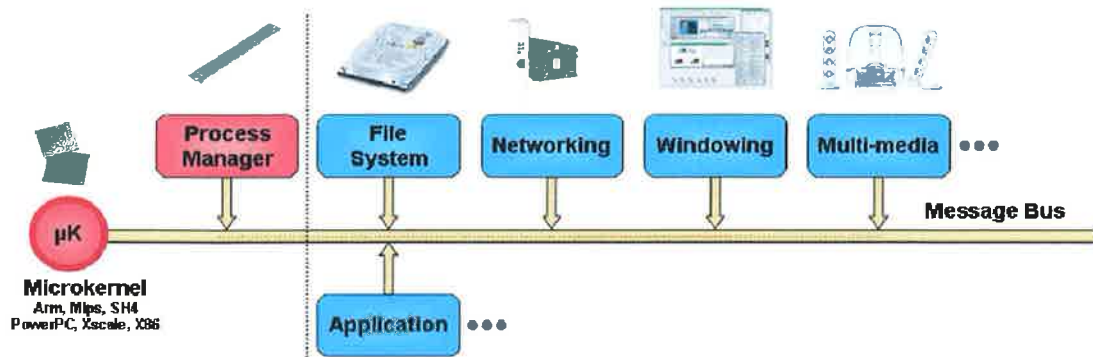 Process
Manager
File
System
Networking
Windowing
Multi-media
Message Bus
µK
Microkernel
Arm, Mips, SH4
PowerPC, Xscale, X86
Application